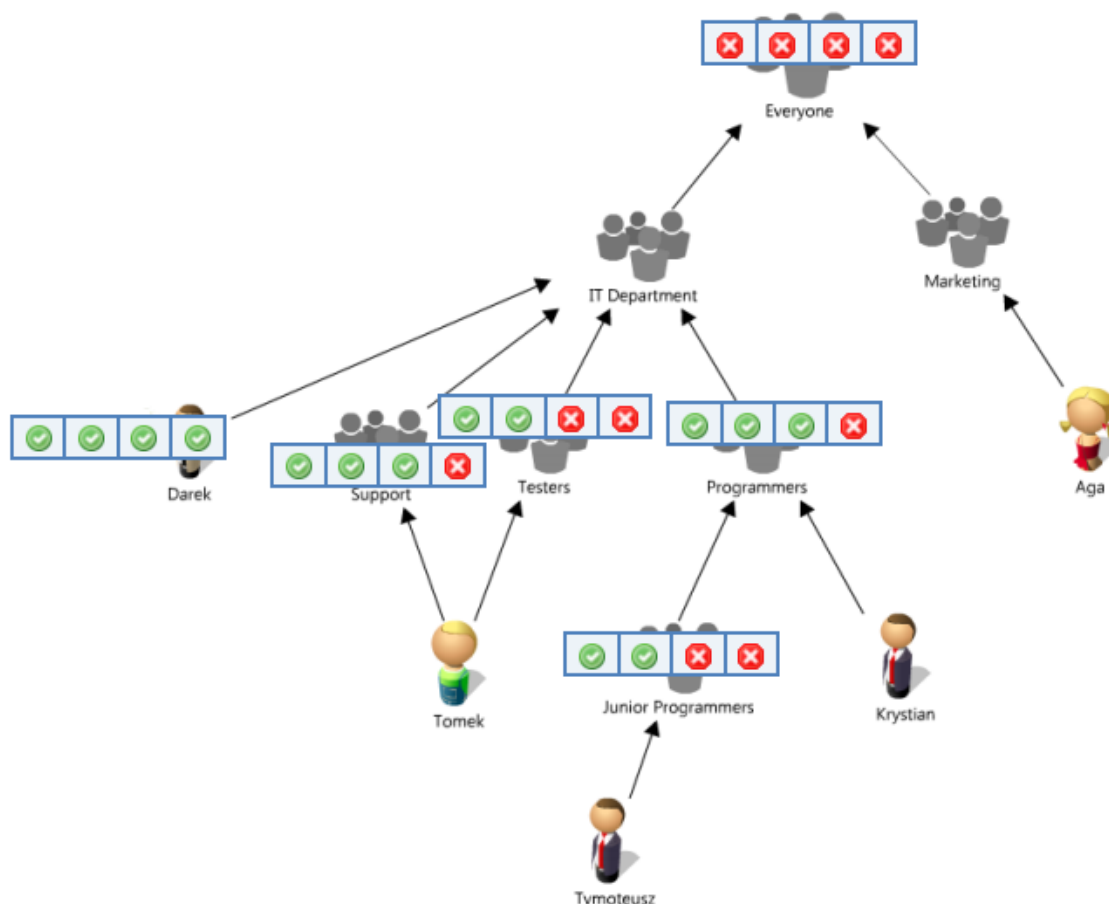 Everyone
Marketing
IT Department
Darek
Support
Testers
Programmers
Aga
Tomek
Junior Programmers
Krystian
Tymoteusz